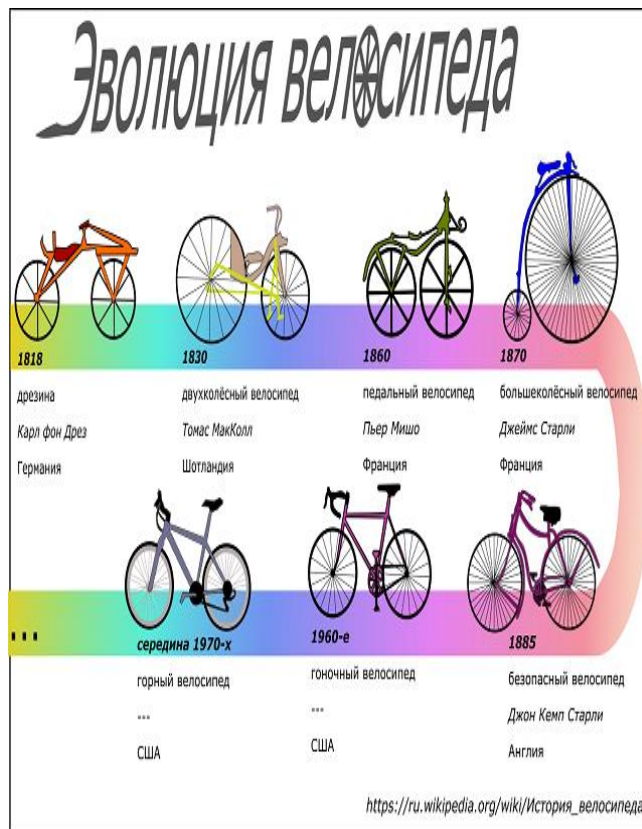 Эволюция велосипеда
1818
дрезина
Карл фон Дрез
Германия
1830
двухколёсный велосипед
Томас МакКолл
Шотландия
1860
педальный велосипед
Пьер Мишо
Франция
1870
большеколёсный велосипед
Джеймс Старли
Франция
1885
безопасный велосипед
Джон Кемп Старли
Англия
1960-е
гоночный велосипед
---
США
середина 1970-х
горный велосипед
---
США
...
https://ru.wikipedia.org/wiki/История_велосипеда